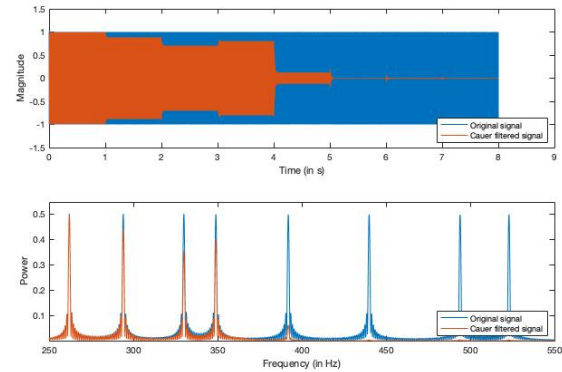 1.5
1
0.5
0
-0.5
-1
-1.5
Magnitude
0 1 2 3 4 5 6 7 8 9
Time (in s)
Original signal
Cauer filtered signal
0.5
0.4
0.3
0.2
0.1
Power
250 300 350 400 450 500 550
Frequency (in Hz)
Original signal
Cauer filtered signal